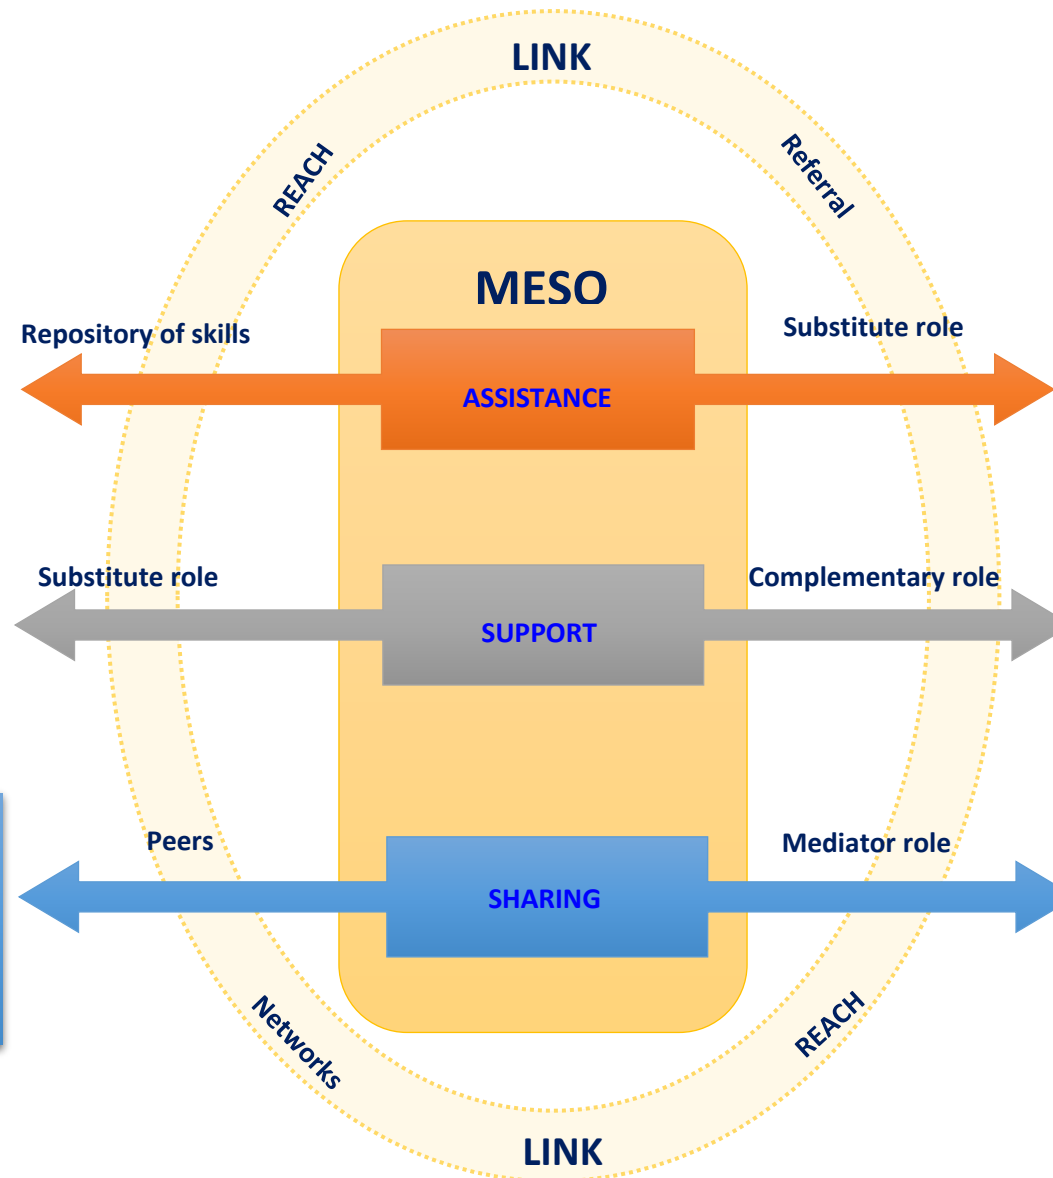 LINK
REACH
Referral
MESO
Repository of skills
Substitute role
ASSISTANCE
Substitute role
Complementary role
SUPPORT
Peers
Mediator role
SHARING
Networks
REACH
LINK